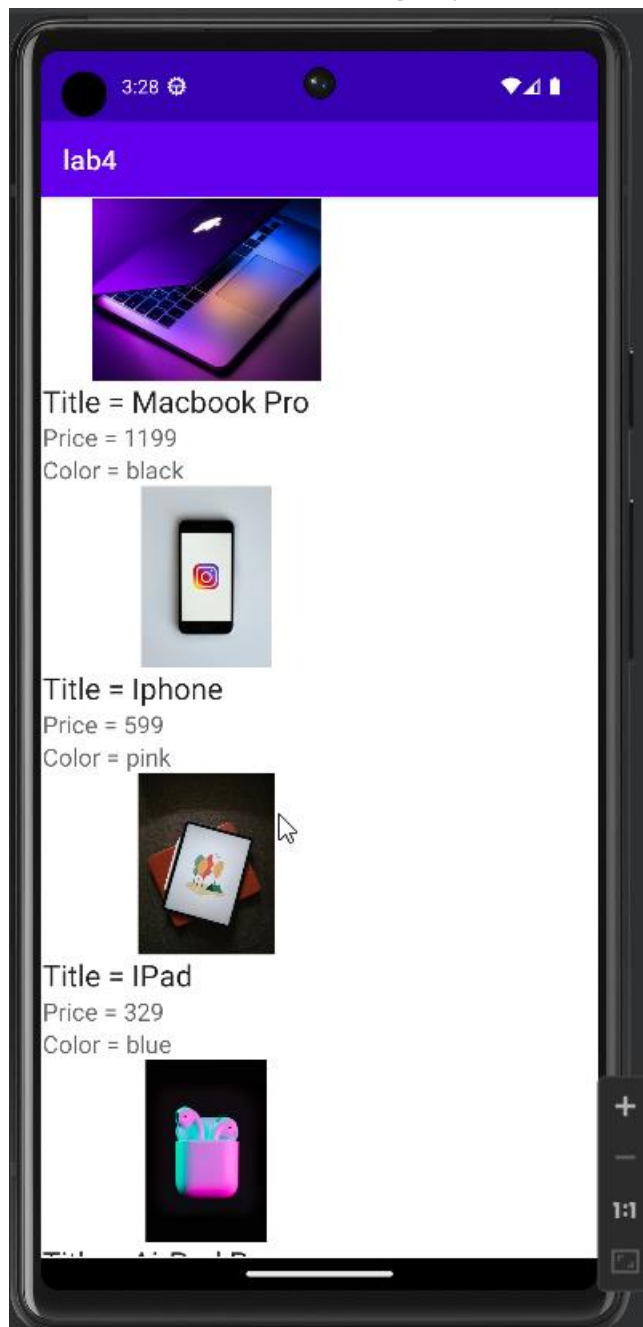 3:28
lab4
Title = Macbook Pro
Price = 1199
Color = black
Title = Iphone
Price = 599
Color = pink
Title = IPad
Price = 329
Color = blue
1:1